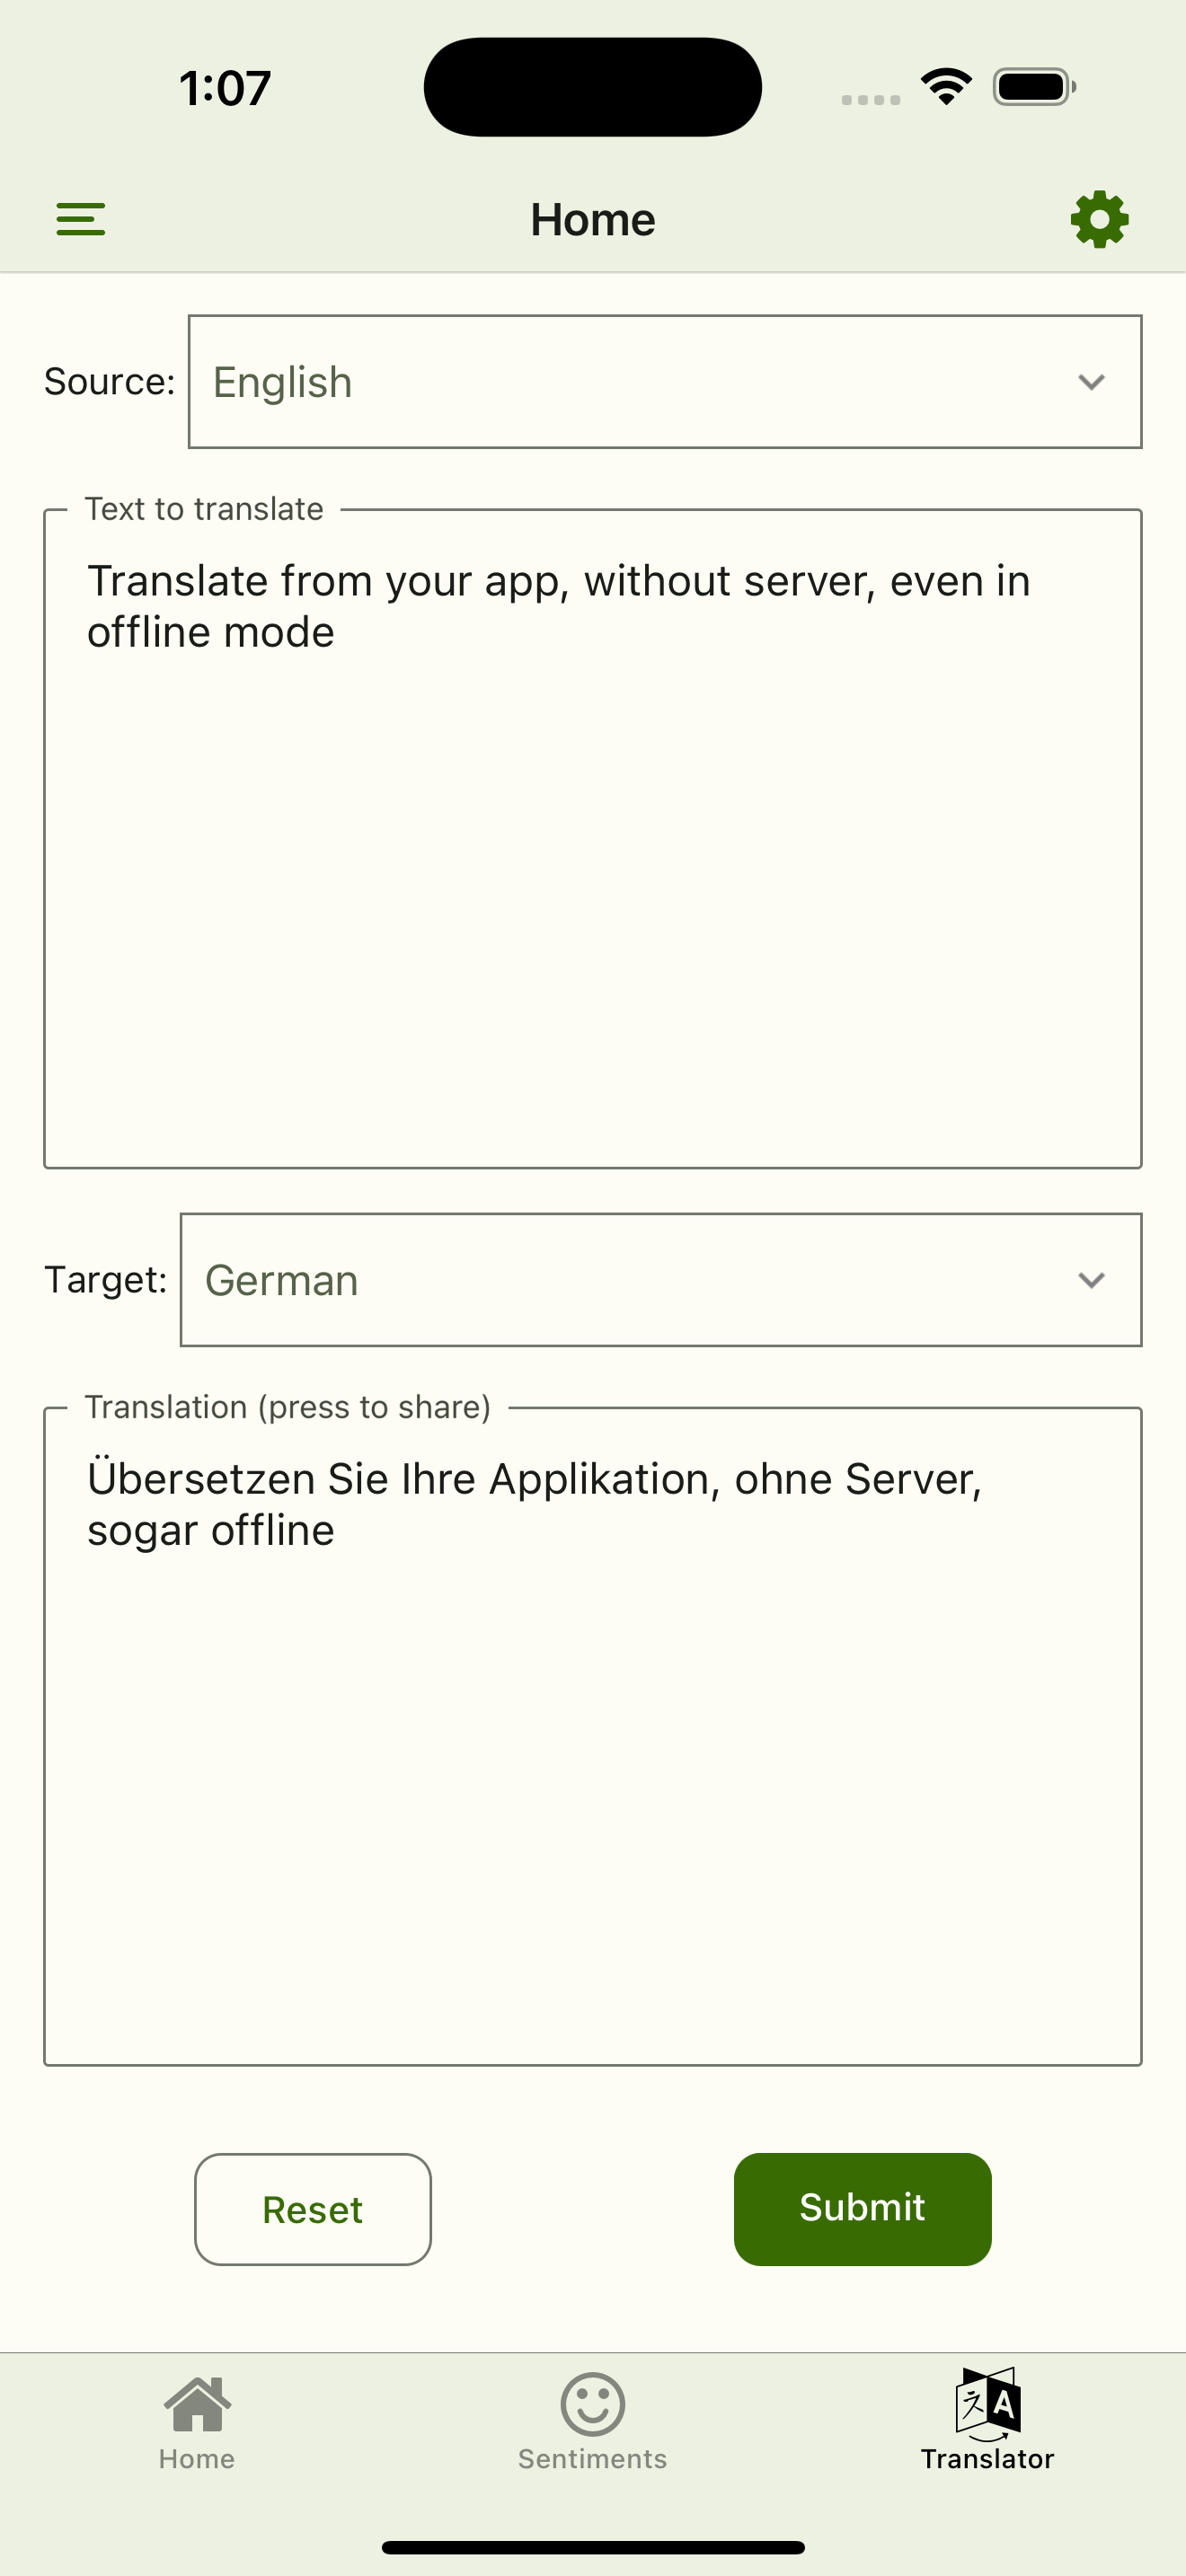 1:07
Home
Source:
English
Text to translate
Translate from your app, without server, even in
offline mode
Target:
German
Translation (press to share)
Übersetzen Sie Ihre Applikation, ohne Server,
sogar offline
Reset
Submit
Home
Sentiments
Translator